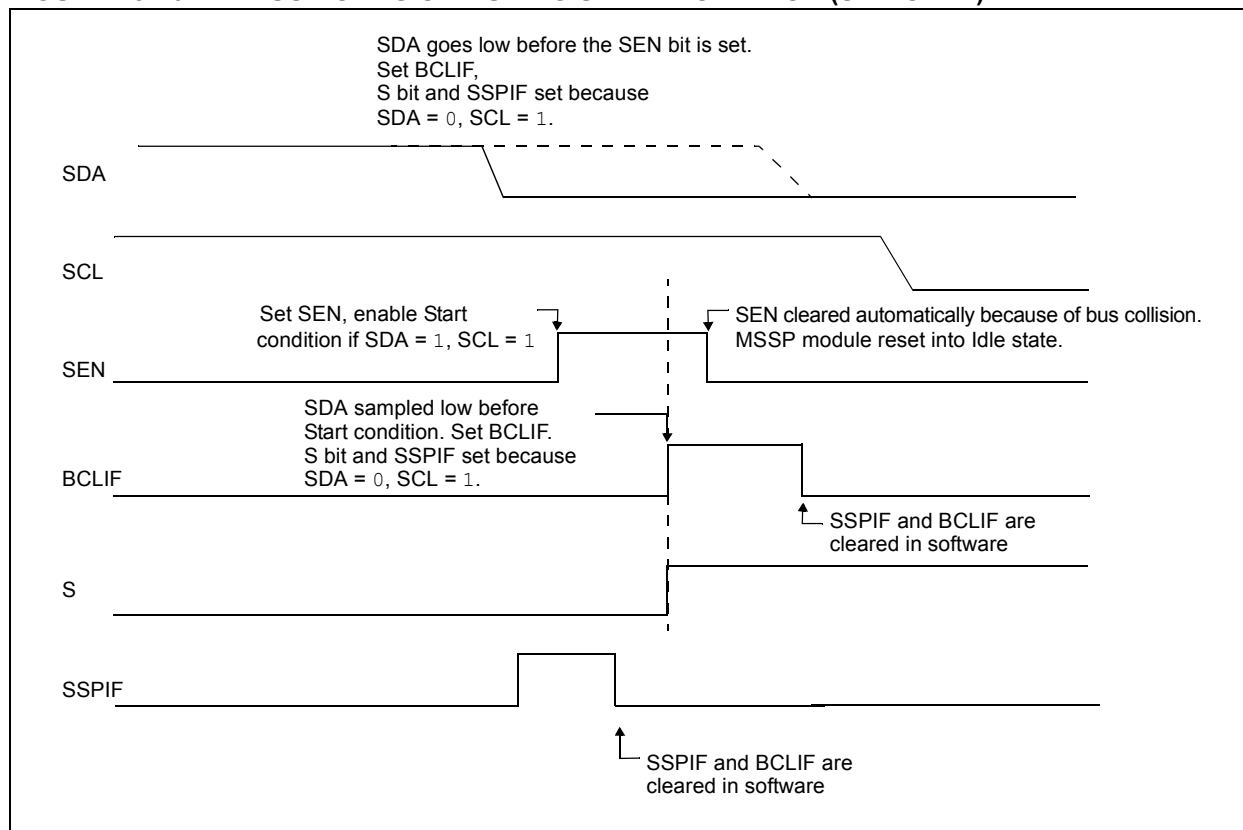 SDA goes low before the SEN bit is set.
Set BCLIF,
S bit and SSPIF set because
SDA = 0, SCL = 1.
SDA
SCL
Set SEN, enable Start
condition if SDA = 1, SCL = 1
SEN cleared automatically because of bus collision.
MSSP module reset into Idle state.
SEN
SDA sampled low before
Start condition. Set BCLIF.
S bit and SSPIF set because
SDA = 0, SCL = 1.
BCLIF
SSPIF and BCLIF are
cleared in software
S
SSPIF
SSPIF and BCLIF are
cleared in software